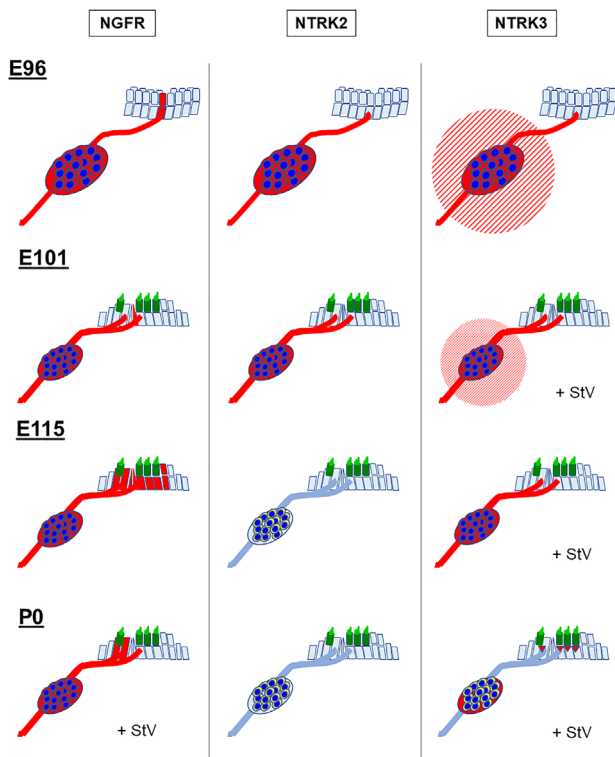 NGFR NTRK2 NTRK3
E96
E101
+ StV
E115
+ StV
P0
+ StV + StV